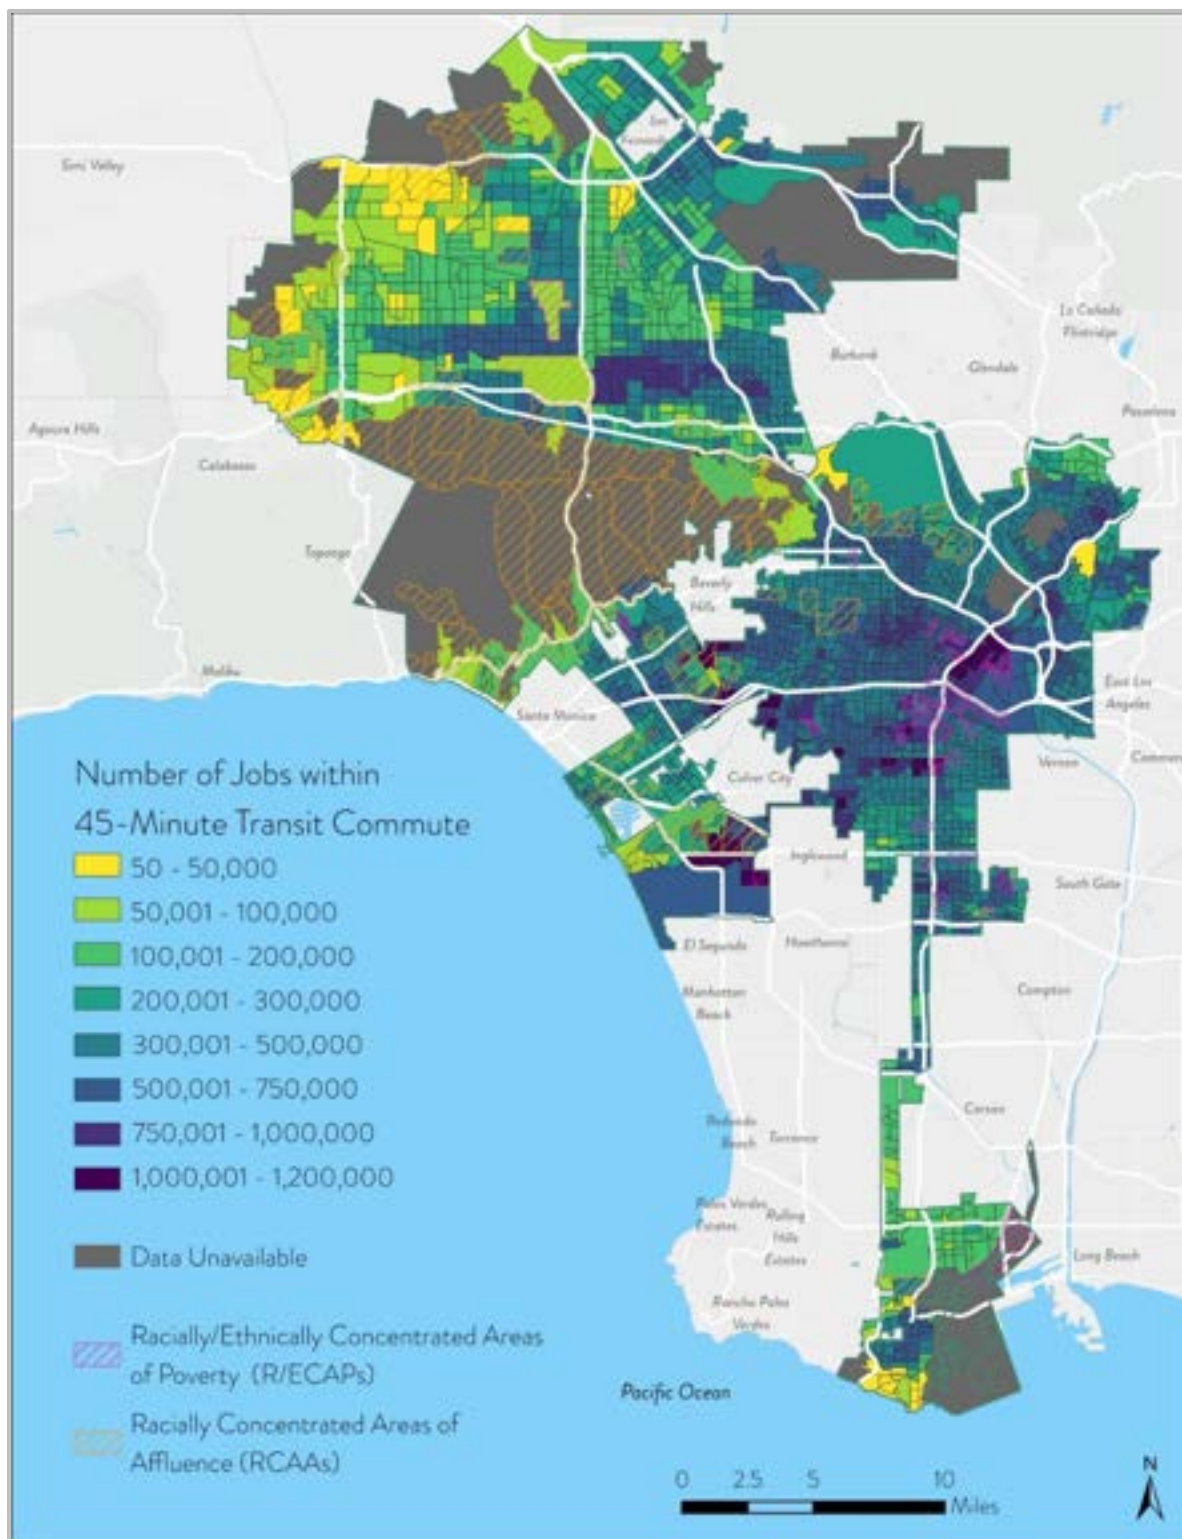 San
Fernando
Simi Valley
La Cañada
Flintridge
Burbank
Glendale
Pasadena
Agoura Hills
Calabasas
Topanga
Beverly
Hills
Malibu
Santa Monica
East Los
Angeles
Vernon
Commerc
Culver City
Inglewood
South Gate
El Segundo
Hawthorne
Manhattan
Beach
Compton
Carson
Redondo
Beach
Torrance
Palos Verdes
Estates
Rolling
Hills
Estates
Long Beach
Rancho Palos
Verdes
Pacific Ocean
Number of Jobs within
45-Minute Transit Commute
50 - 50,000
50,001 - 100,000
100,001 - 200,000
200,001 - 300,000
300,001 - 500,000
500,001 - 750,000
750,001 - 1,000,000
1,000,001 - 1,200,000
Data Unavailable
Racially/Ethnically Concentrated Areas
of Poverty (R/ECAPs)
Racially Concentrated Areas of
Affluence (RCAAs)
0 2.5 5 10
Miles
N